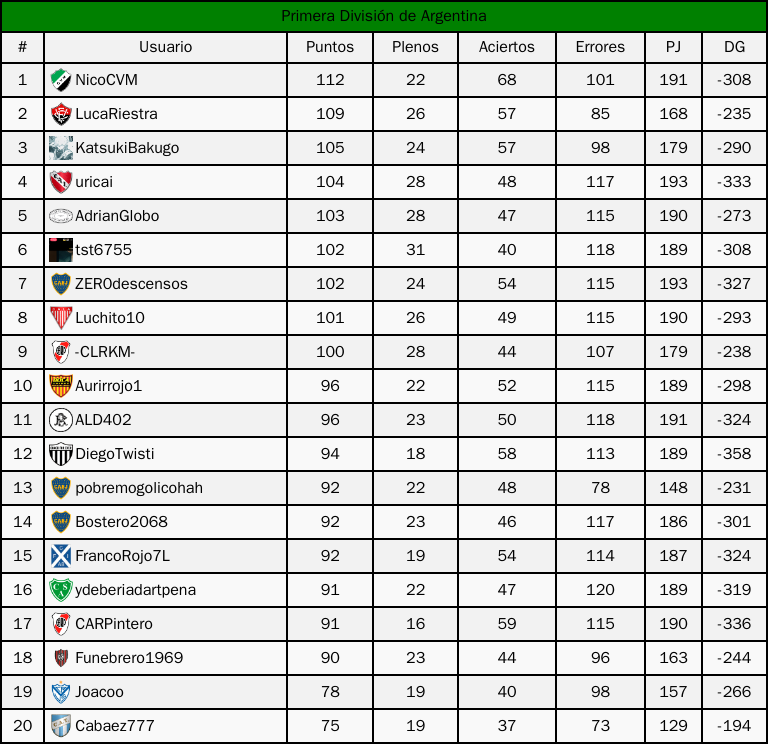 Primera División de Argentina
# Usuario Puntos Plenos Aciertos Errores PJ DG
1 NicoCVM 112 22 68 101 191 -308
2 LucaRiestra 109 26 57 85 168 -235
3 KatsukiBakugo 105 24 57 98 179 -290
4 uricai 104 28 48 117 193 -333
5 AdrianGlobo 103 28 47 115 190 -273
6 tst6755 102 31 40 118 189 -308
7 ZEROdescensos 102 24 54 115 193 -327
8 Luchito10 101 26 49 115 190 -293
9 -CLRKM- 100 28 44 107 179 -238
10 Aurirrojo1 96 22 52 115 189 -298
11 ALD402 96 23 50 118 191 -324
12 DiegoTwisti 94 18 58 113 189 -358
13 pobremogolicohah 92 22 48 78 148 -231
14 Bostero2068 92 23 46 117 186 -301
15 FrancoRojo7L 92 19 54 114 187 -324
16 ydeberiadartpena 91 22 47 120 189 -319
17 CARPintero 91 16 59 115 190 -336
18 Funebrero1969 90 23 44 96 163 -244
19 Joacoo 78 19 40 98 157 -266
20 Cabaez777 75 19 37 73 129 -194